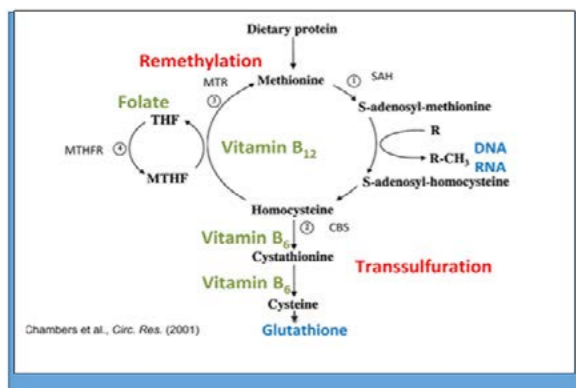 Dietary protein
Remethylation
MTR
Methionine
① SAH
③
Folate
S-adenosyl-methionine
THF
R
MTHFR ④
Vitamin B12
R-CH3
DNA
RNA
MTHF
S-adenosyl-homocysteine
Homocysteine
② CBS
Vitamin B6
Cystathionine
Transsulfuration
Vitamin B6
Cysteine
Chambers et al., Circ. Res. (2001)
Glutathione